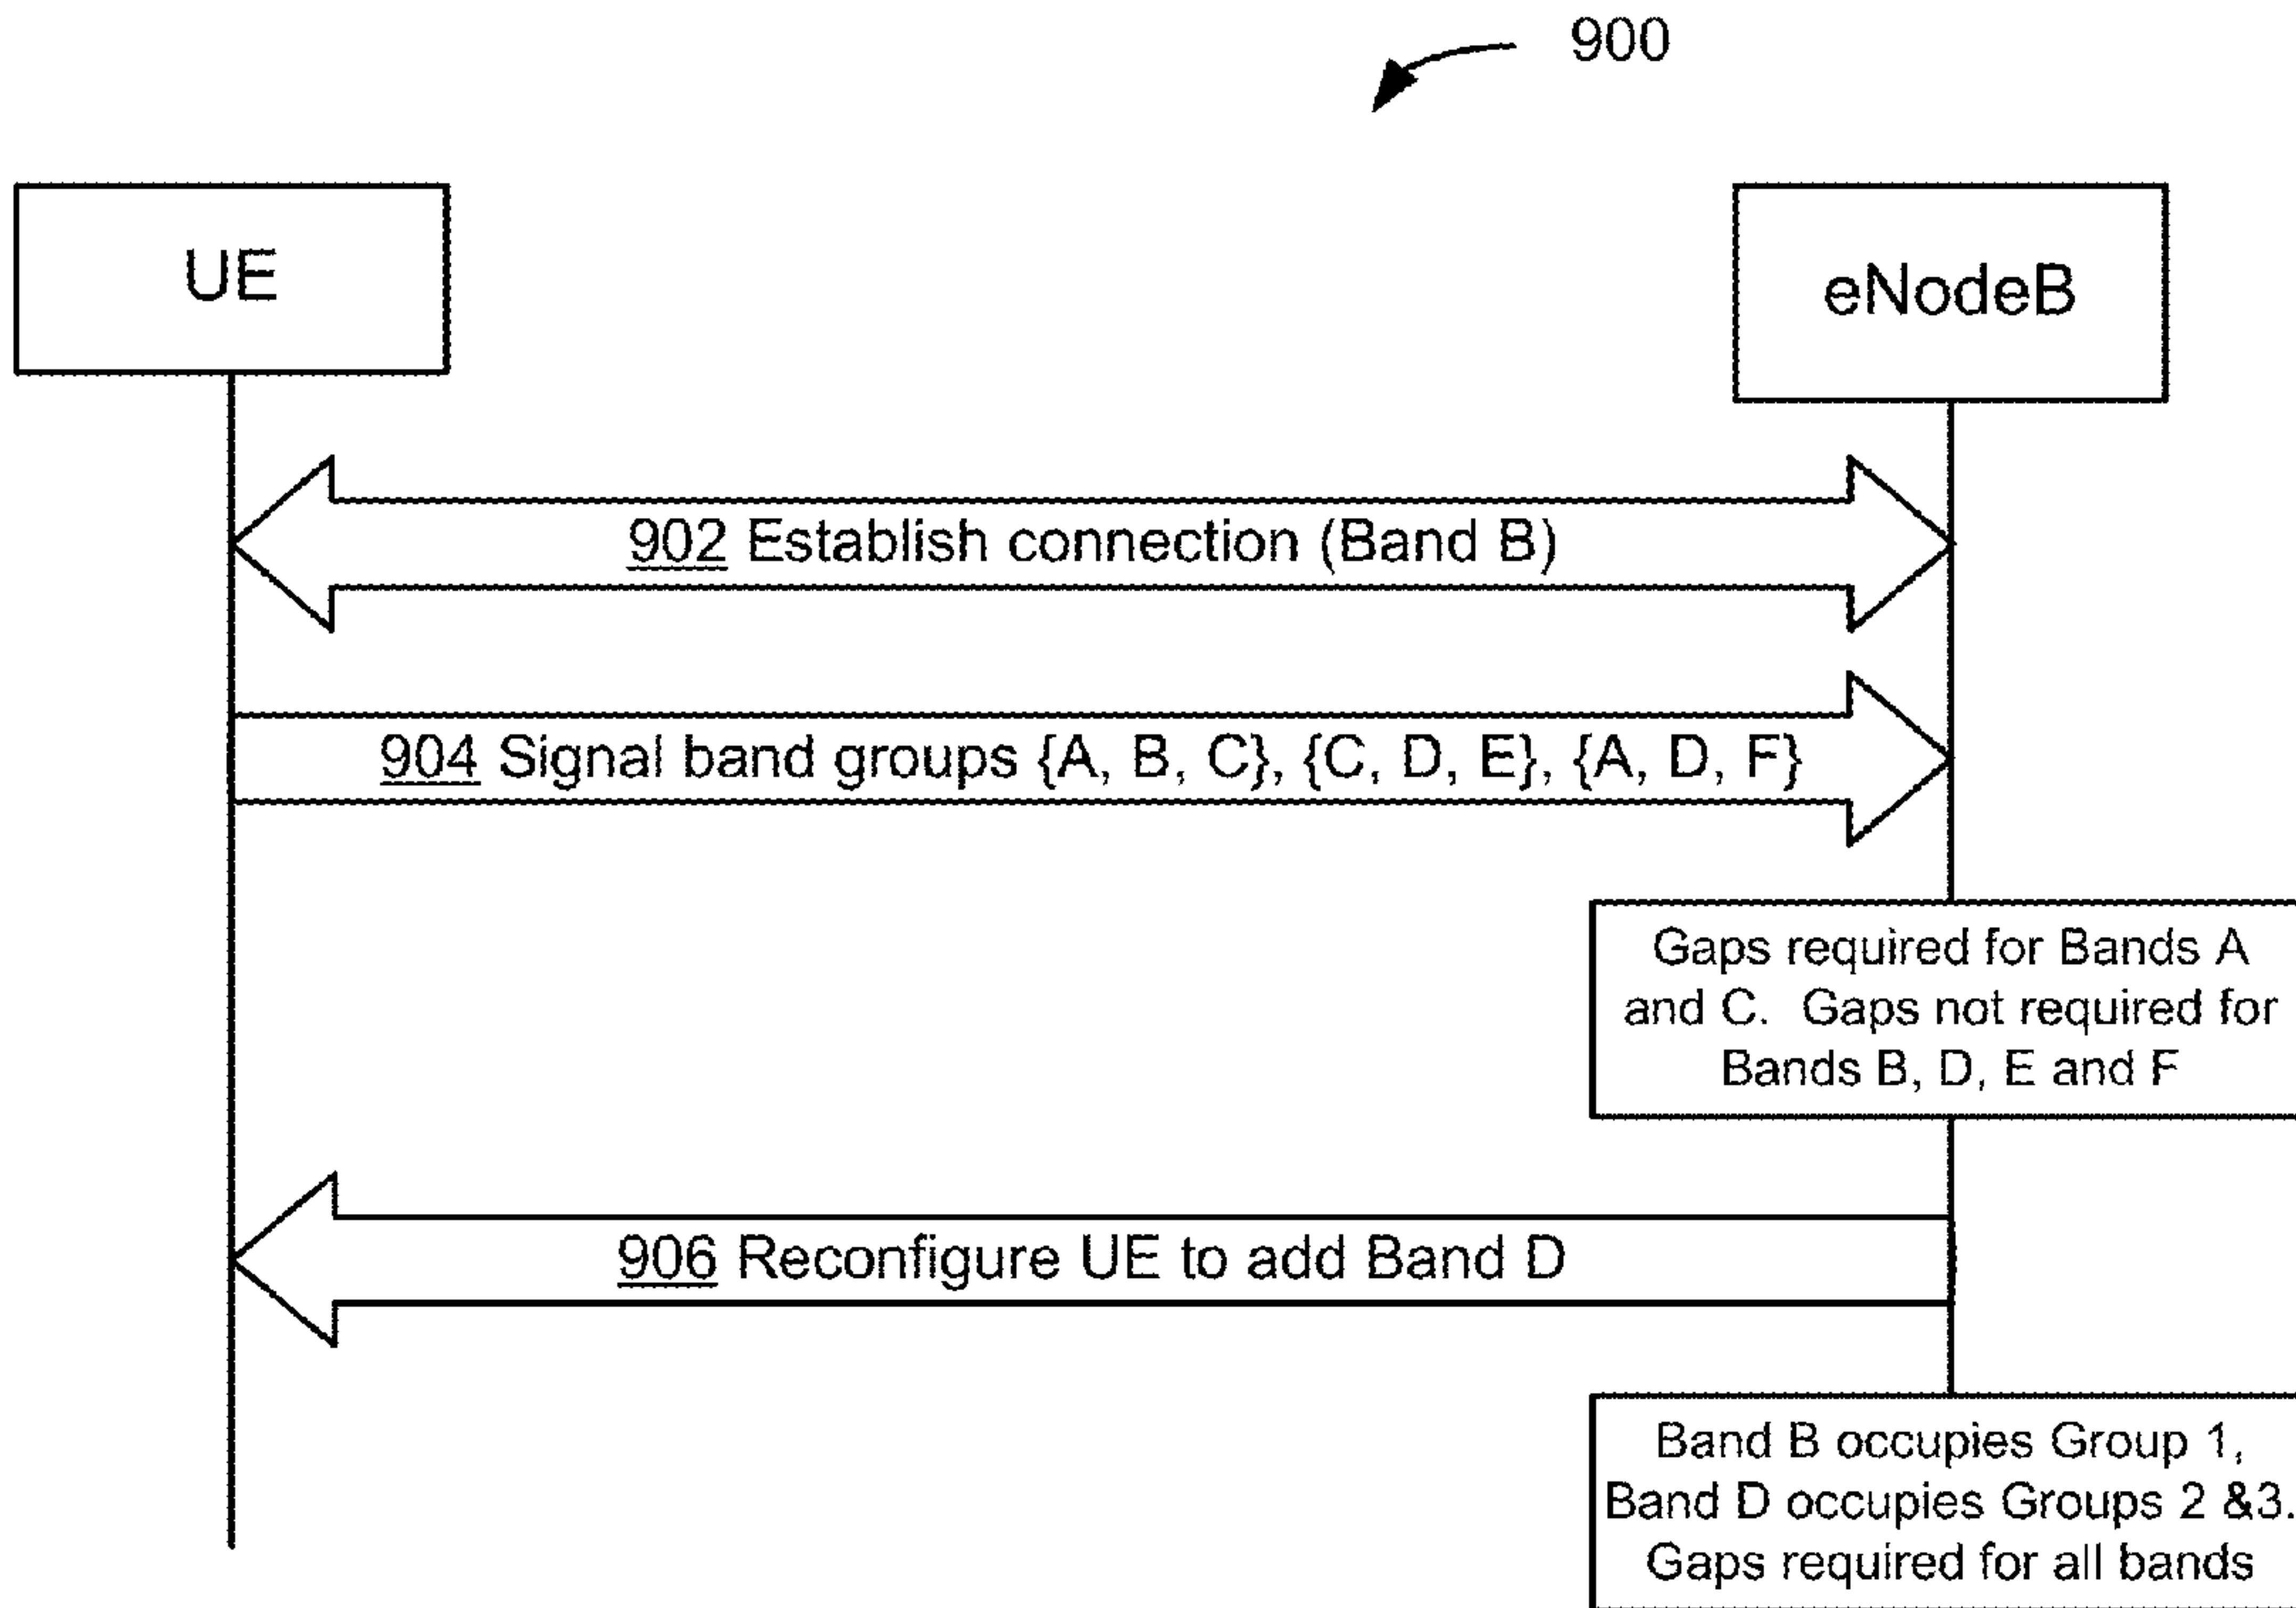 900
UE
eNodeB
902 Establish connection (Band B)
904 Signal band groups {A, B, C}, {C, D, E}, {A, D, F}
Gaps required for Bands A
and C. Gaps not required for
Bands B, D, E and F
906 Reconfigure UE to add Band D
Band B occupies Group 1,
Band D occupies Groups 2 &3.
Gaps required for all bands